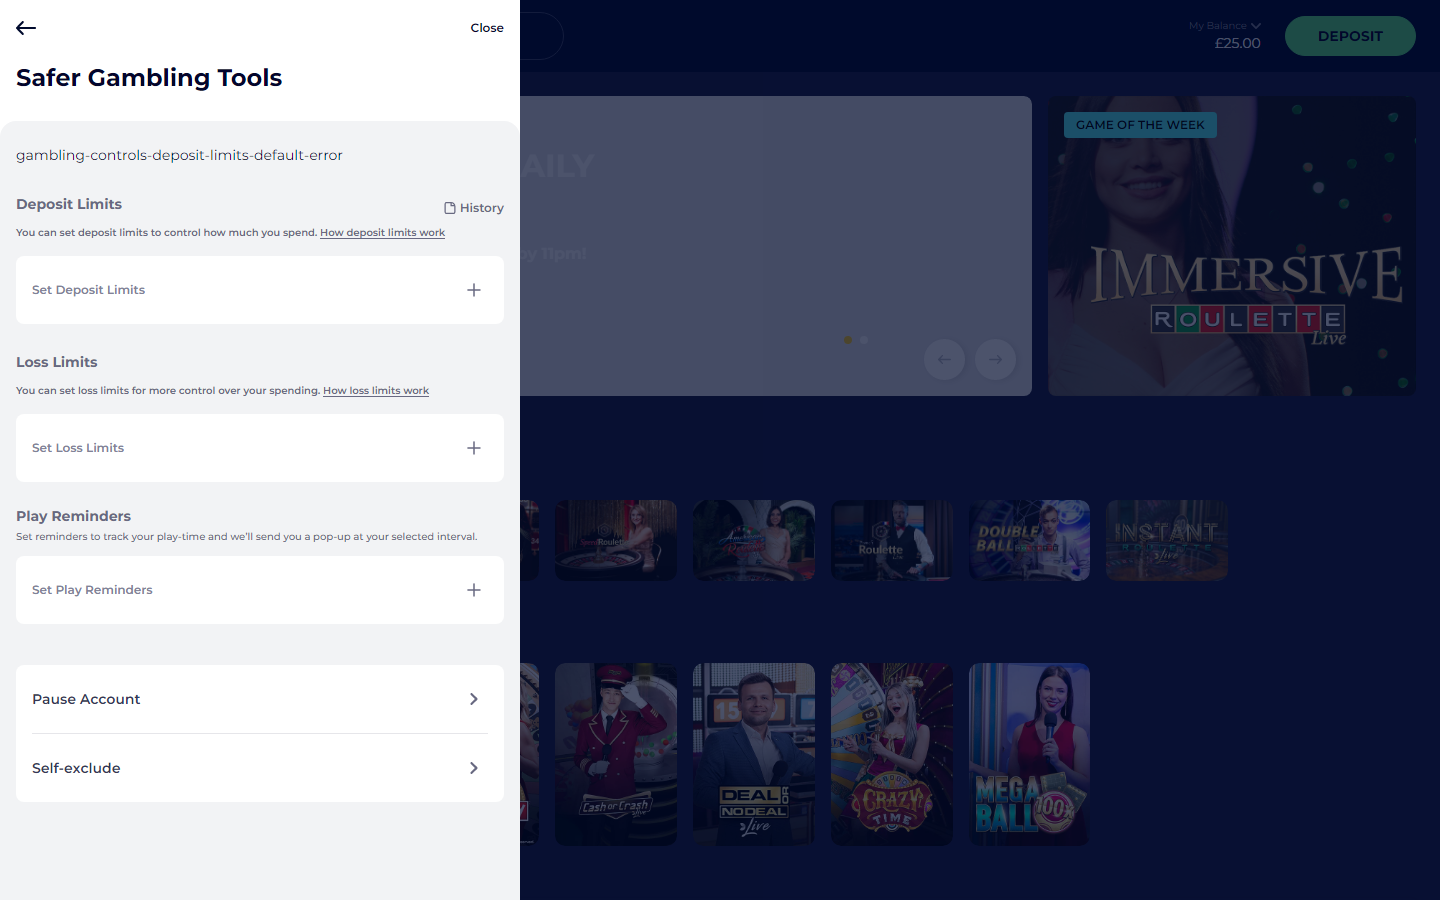 Close
Safer Gambling Tools
gambling-controls-deposit-limits-default-error
Deposit Limits
History
You can set deposit limits to control how much you spend. How deposit limits work
Set Deposit Limits
Loss Limits
You can set loss limits for more control over your spending. How loss limits work
Set Loss Limits
Play Reminders
Set reminders to track your play-time and we'll send you a pop-up at your selected interval.
Set Play Reminders
Pause Account
Self-exclude
My Balance
£25.00
DEPOSIT
AILY
by 11pm!
GAME OF THE WEEK
IMMERSIVE
ROULETTE
Live
Roulette
Roulette
DOUBLE
BALL
INSTANT
Live
Cash or Crash
DEAL OR
NO DEAL
Live
CRAZY
TIME
MEGA
BALL
100x